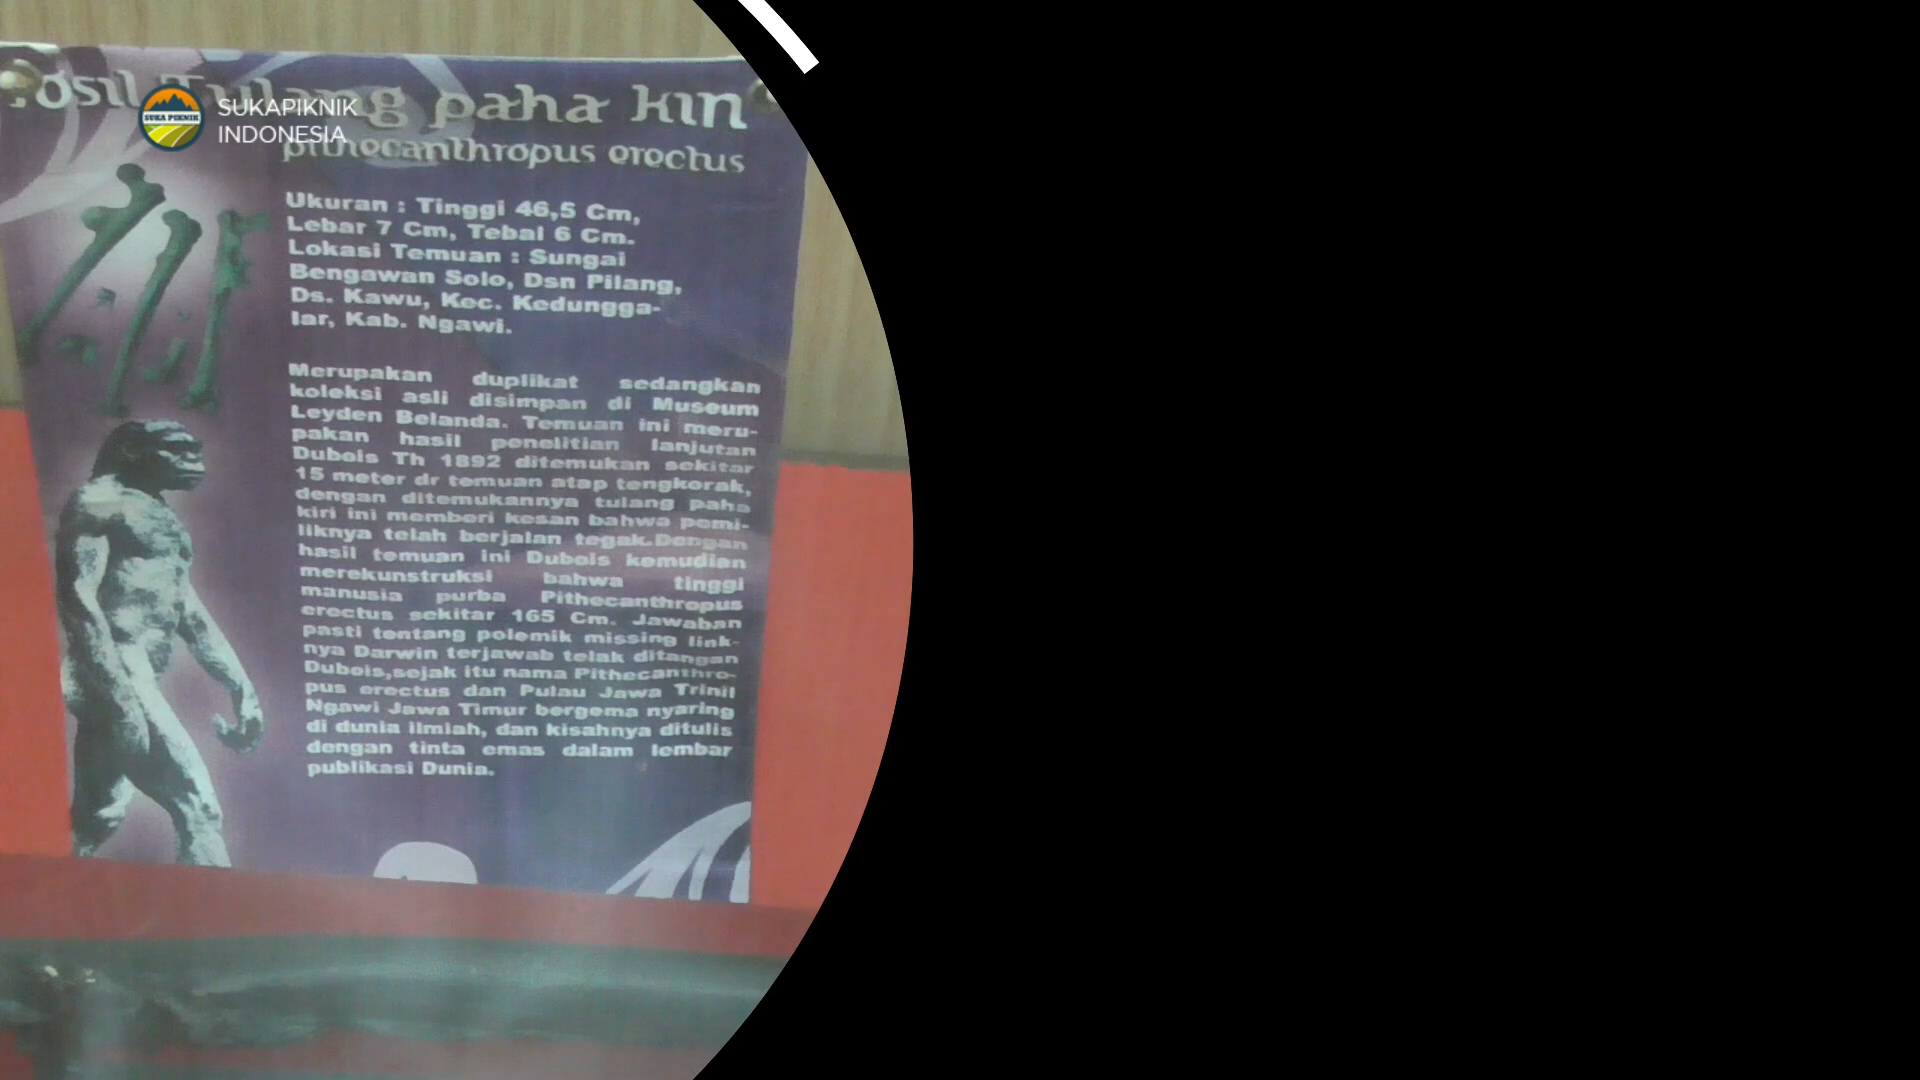 Fosil Tulang paha kiri
pithecanthropus erectus
SUKA PIKNIK
SUKAPIKNIK
INDONESIA
Ukuran : Tinggi 46,5 Cm,
Lebar 7 Cm, Tebal 6 Cm.
Lokasi Temuan : Sungai
Bengawan Solo, Dsn Pilang,
Ds. Kawu, Kec. Kedungga-
lar, Kab. Ngawi.
Merupakan duplikat sedangkan
koleksi asli disimpan di Museum
Leyden Belanda. Temuan ini meru-
pakan hasil penelitian lanjutan
Dubois Th 1892 ditemukan sekitar
15 meter dr temuan atap tengkorak,
dengan ditemukannya tulang paha
kiri ini memberi kesan bahwa pemi-
liknya telah berjalan tegak.Dengan
hasil temuan ini Dubois kemudian
merekunstruksi bahwa tinggi
manusia purba Pithecanthropus
erectus sekitar 165 Cm. Jawaban
pasti tentang polemik missing link-
nya Darwin terjawab telak ditangan
Dubois,sejak itu nama Pithecanthro-
pus erectus dan Pulau Jawa Trinil
Ngawi Jawa Timur bergema nyaring
di dunia ilmiah, dan kisahnya ditulis
dengan tinta emas dalam lembar
publikasi Dunia.